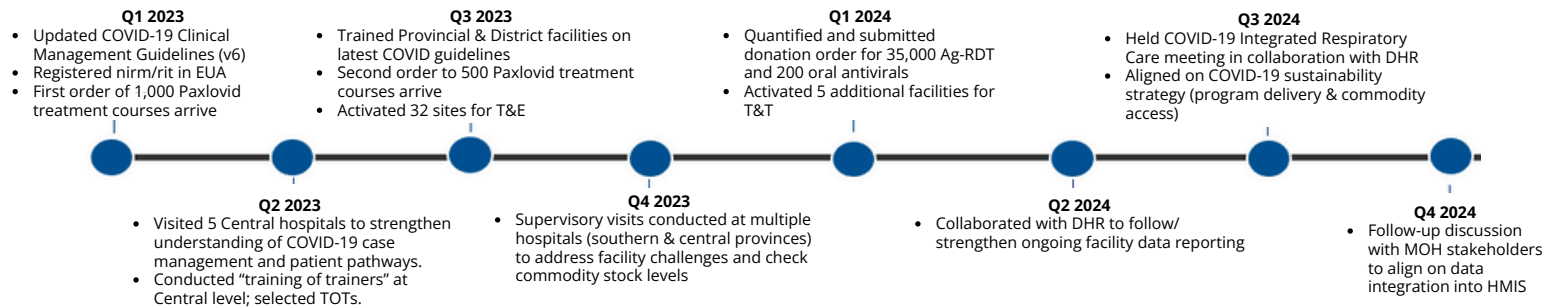 Q1 2023
• Updated COVID-19 Clinical
Management Guidelines (v6)
• Registered nirm/rit in EUA
• First order of 1,000 Paxlovid
treatment courses arrive
Q2 2023
• Visited 5 Central hospitals to strengthen
understanding of COVID-19 case
management and patient pathways.
• Conducted “training of trainers” at
Central level; selected TOTs.
Q3 2023
• Trained Provincial & District facilities on
latest COVID guidelines
• Second order to 500 Paxlovid treatment
courses arrive
• Activated 32 sites for T&E
Q4 2023
• Supervisory visits conducted at multiple
hospitals (southern & central provinces)
to address facility challenges and check
commodity stock levels
Q1 2024
• Quantified and submitted
donation order for 35,000 Ag-RDT
and 200 oral antivirals
• Activated 5 additional facilities for
T&T
Q2 2024
• Collaborated with DHR to follow/
strengthen ongoing facility data reporting
Q3 2024
• Held COVID-19 Integrated Respiratory
Care meeting in collaboration with DHR
• Aligned on COVID-19 sustainability
strategy (program delivery & commodity
access)
Q4 2024
• Follow-up discussion
with MOH stakeholders
to align on data
integration into HMIS